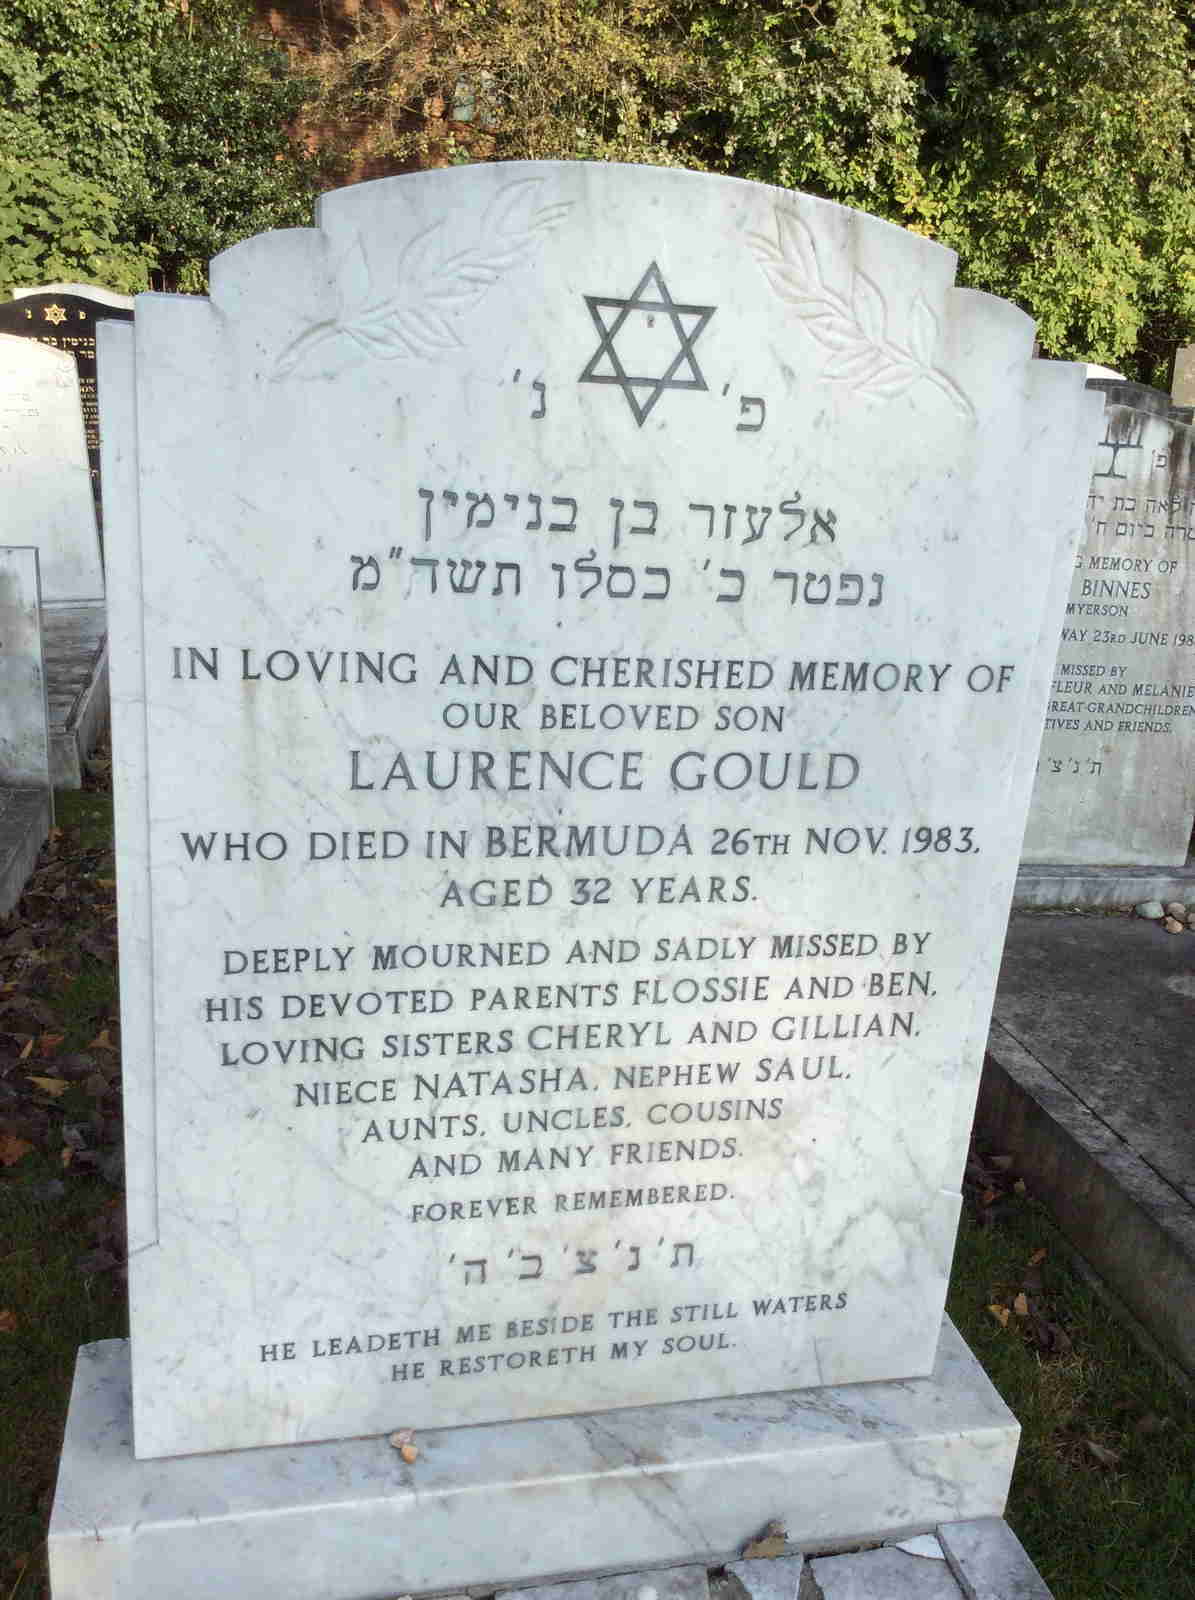 פ' נ'
אלעזר בן בנימין
נפטר כ' כסלו תשד"מ
IN LOVING AND CHERISHED MEMORY OF
OUR BELOVED SON
LAURENCE GOULD
WHO DIED IN BERMUDA 26TH NOV. 1983.
AGED 32 YEARS.
DEEPLY MOURNED AND SADLY MISSED BY
HIS DEVOTED PARENTS FLOSSIE AND BEN.
LOVING SISTERS CHERYL AND GILLIAN.
NIECE NATASHA. NEPHEW SAUL.
AUNTS. UNCLES. COUSINS
AND MANY FRIENDS.
FOREVER REMEMBERED.
ת' נ' צ' ב' ה'
HE LEADETH ME BESIDE THE STILL WATERS
HE RESTORETH MY SOUL.
פ נ
בת
ביום ח'
MEMORY OF
BINNES
MYERSON
23RD JUNE
MISSED BY
FLEUR AND MELANIE
GREAT-GRANDCHILDREN
AND FRIENDS.
ת' נ' צ'